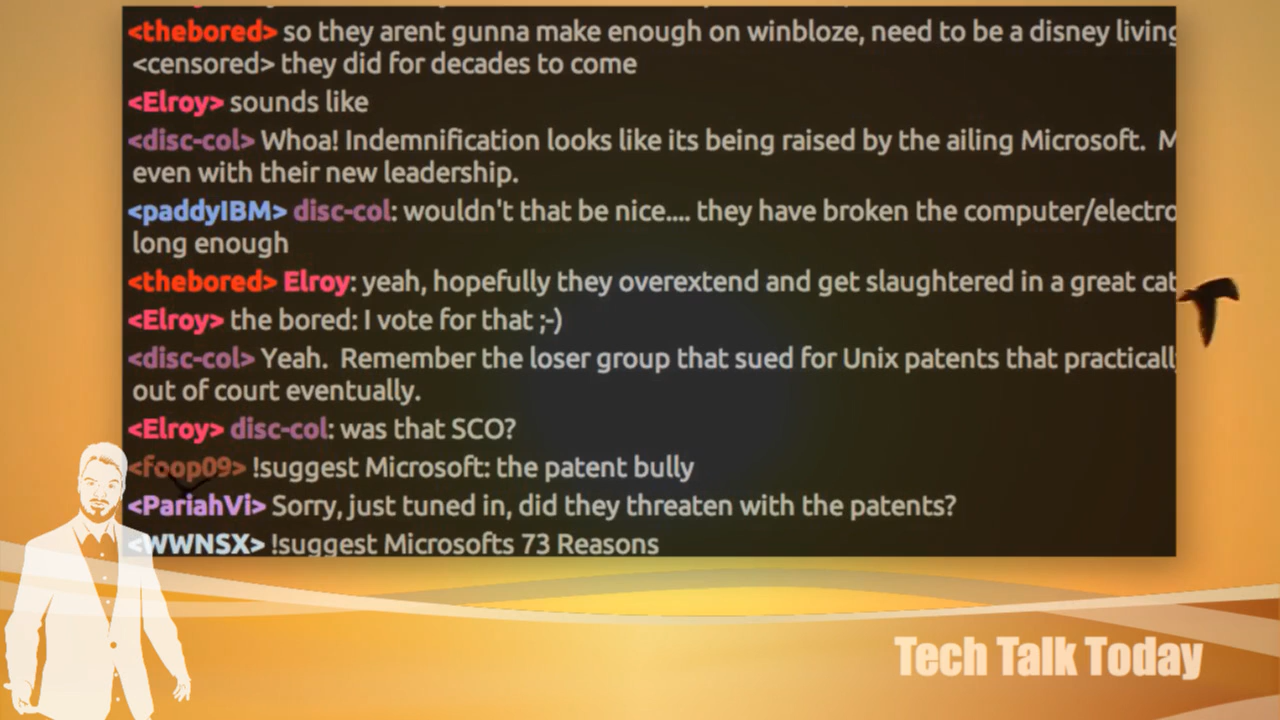 <thebored> so they arent gunna make enough on winbloze, need to be a disney living
<censored> they did for decades to come
<Elroy> sounds like
<disc-col> Whoa! Indemnification looks like its being raised by the ailing Microsoft. M
even with their new leadership.
<paddyIBM> disc-col: wouldn't that be nice.... they have broken the computer/electro
long enough
<thebored> Elroy: yeah, hopefully they overextend and get slaughtered in a great cat
<Elroy> the bored: I vote for that ;-)
<disc-col> Yeah. Remember the loser group that sued for Unix patents that practicall
out of court eventually.
<Elroy> disc-col: was that SCO?
<foop09> !suggest Microsoft: the patent bully
<PariahVi> Sorry, just tuned in, did they threaten with the patents?
<WWNSX> !suggest Microsofts 73 Reasons
Tech Talk Today